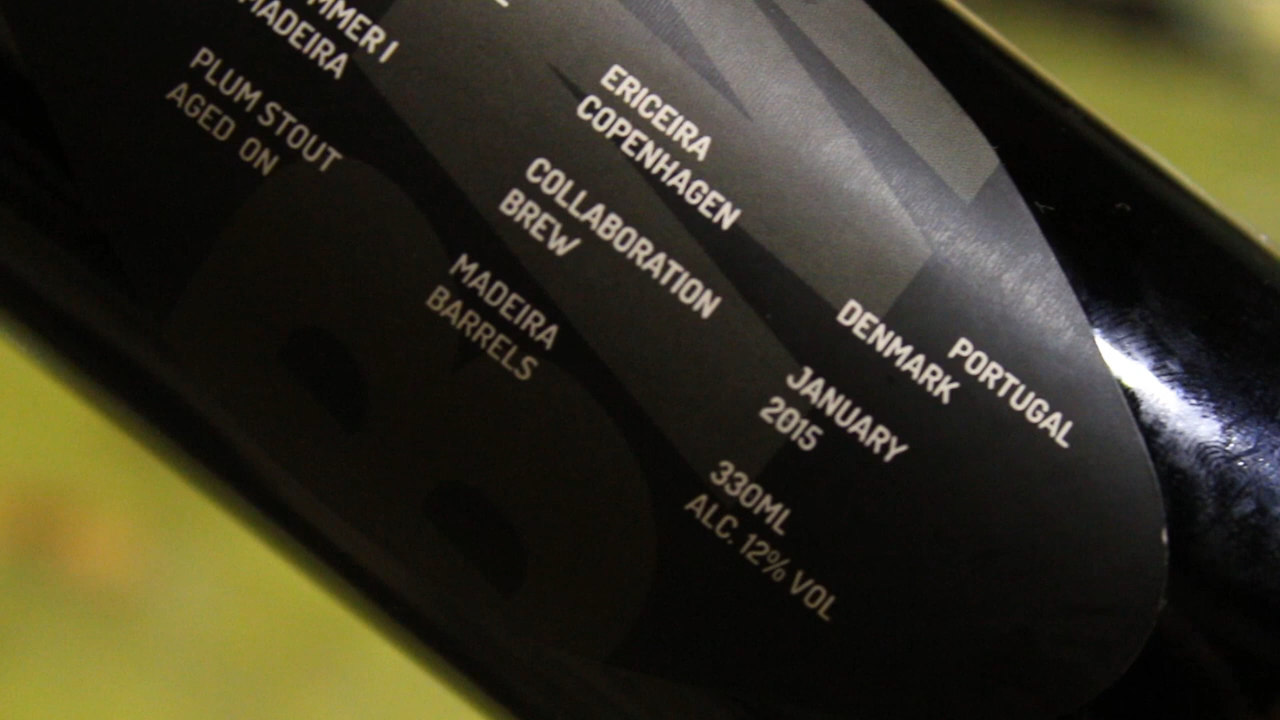 MMER I
MADEIRA
PLUM STOUT
AGED ON
MADEIRA
BARRELS
ERICEIRA
COPENHAGEN
COLLABORATION
BREW
DENMARK
PORTUGAL
JANUARY
2015
330ML
ALC. 12% VOL